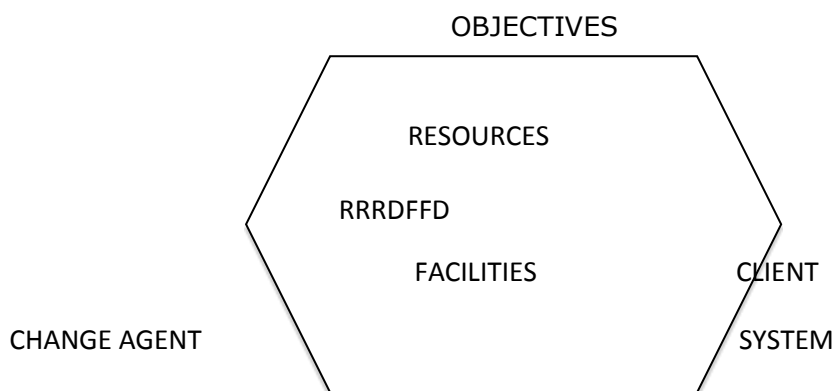 OBJECTIVES
RESOURCES
RRRDFFD
FACILITIES
CLIENT
CHANGE AGENT
SYSTEM